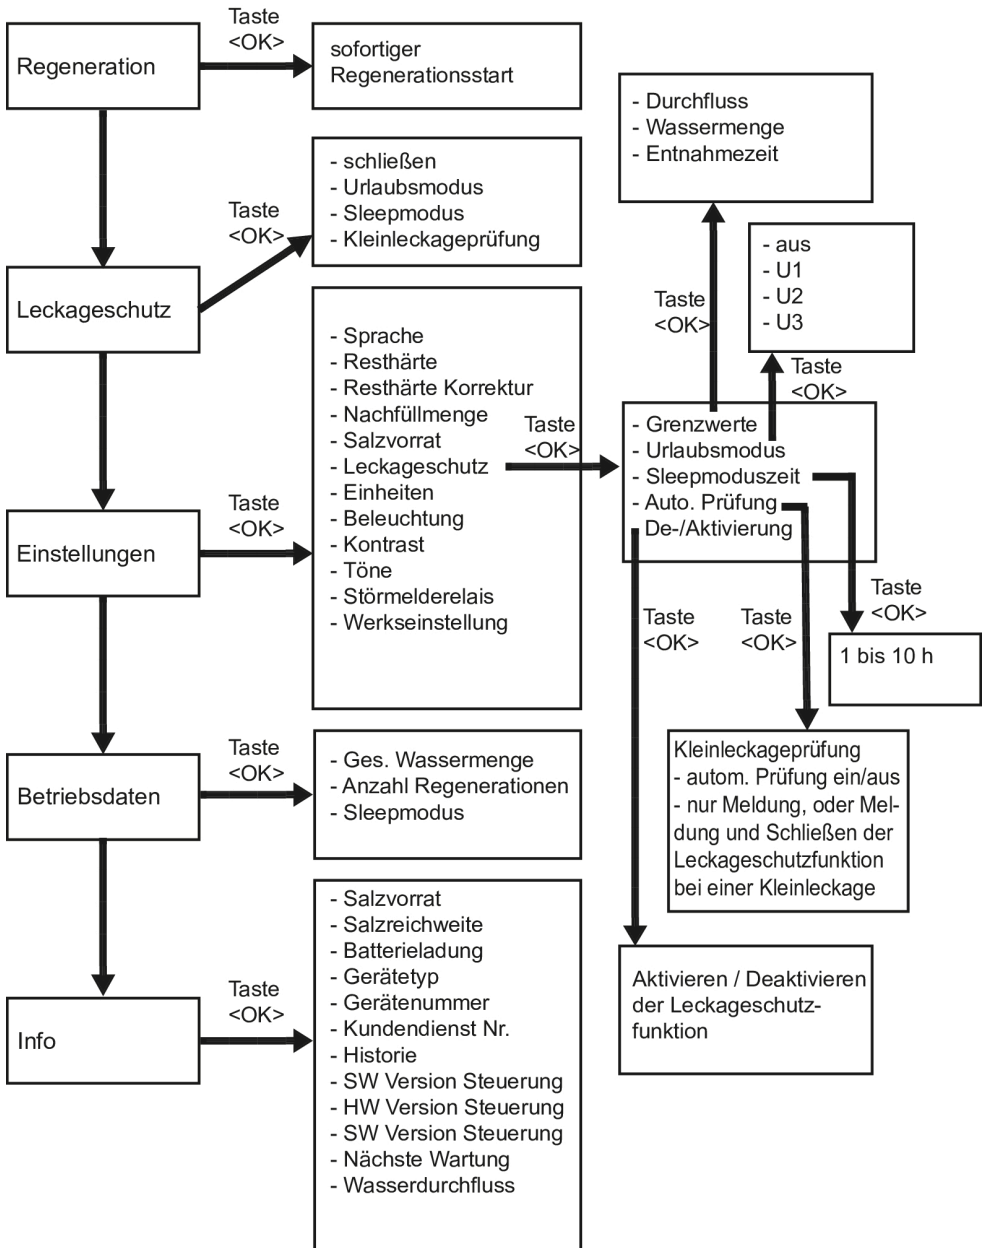 Regeneration
Taste
<OK>
sofortiger
Regenerationsstart
Leckageschutz
Taste
<OK>
- schließen
- Urlaubsmodus
- Sleepmodus
- Kleinleckageprüfung
Einstellungen
Taste
<OK>
- Sprache
- Resthärte
- Resthärte Korrektur
- Nachfüllmenge
- Salzvorrat
- Leckageschutz
- Einheiten
- Beleuchtung
- Kontrast
- Töne
- Störmelderelais
- Werkseinstellung
Taste
<OK>
- Grenzwerte
- Urlaubsmodus
- Sleepmoduszeit
- Auto. Prüfung
- De-/Aktivierung
Taste
<OK>
- Durchfluss
- Wassermenge
- Entnahmezeit
Taste
<OK>
- aus
- U1
- U2
- U3
Taste
<OK>
1 bis 10 h
Taste
<OK>
Kleinleckageprüfung
- autom. Prüfung ein/aus
- nur Meldung, oder Mel-
dung und Schließen der
Leckageschutzfunktion
bei einer Kleinleckage
Taste
<OK>
Aktivieren / Deaktivieren
der Leckageschutz-
funktion
Betriebsdaten
Taste
<OK>
- Ges. Wassermenge
- Anzahl Regenerationen
- Sleepmodus
Info
Taste
<OK>
- Salzvorrat
- Salzreichweite
- Batterieladung
- Gerätetyp
- Gerätenummer
- Kundendienst Nr.
- Historie
- SW Version Steuerung
- HW Version Steuerung
- SW Version Steuerung
- Nächste Wartung
- Wasserdurchfluss